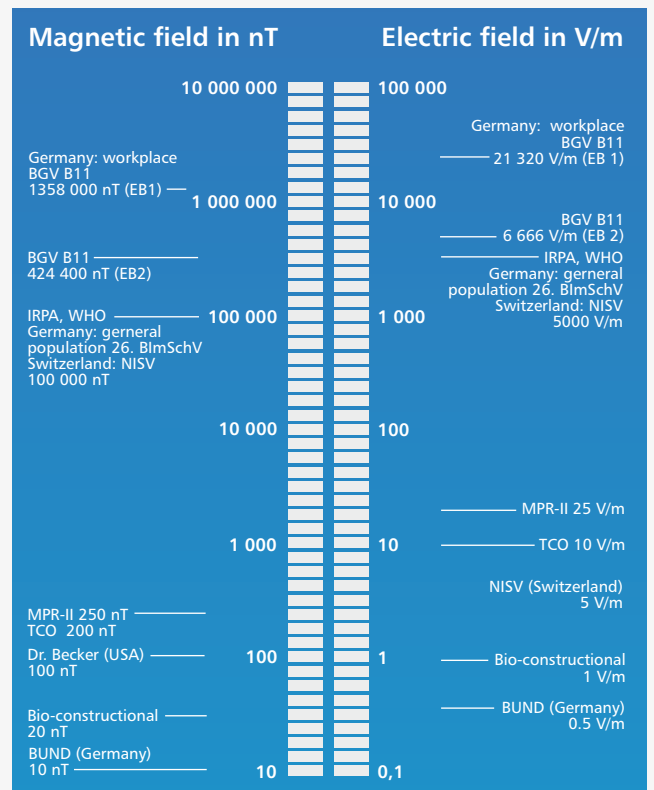 Magnetic field in nT
Electric field in V/m
10 000 000
100 000
Germany: workplace
BGV B11
21 320 V/m (EB 1)
Germany: workplace
BGV B11
1358 000 nT (EB1)
1 000 000
10 000
BGV B11
6 666 V/m (EB 2)
BGV B11
424 400 nT (EB2)
IRPA, WHO
Germany: gerneral
population 26. BImSchV
Switzerland: NISV
5000 V/m
IRPA, WHO
Germany: gerneral
population 26. BImSchV
Switzerland: NISV
100 000 nT
100 000
1 000
10 000
100
MPR-II 25 V/m
1 000
10
TCO 10 V/m
NISV (Switzerland)
5 V/m
MPR-II 250 nT
TCO 200 nT
Dr. Becker (USA)
100 nT
100
1
Bio-constructional
1 V/m
Bio-constructional
20 nT
BUND (Germany)
0.5 V/m
BUND (Germany)
10 nT
10
0,1